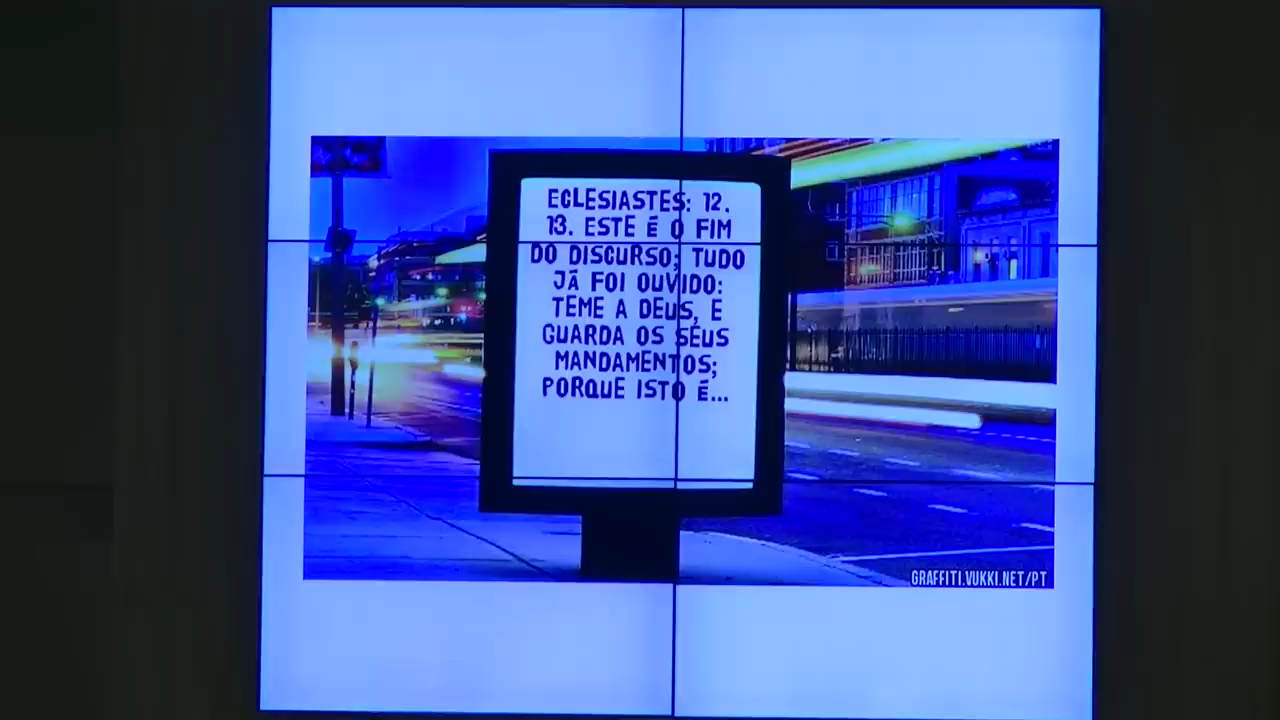 EGLESIASTES: 12.
13. ESTE É O FIM
DO DISCURSO; TUDO
JÁ FOI OUVIDO:
TEME A DEUS, E
GUARDA OS SEUS
MANDAMENTOS;
PORQUE ISTO É...
GRAFFITI.VUKKI.NET/PT